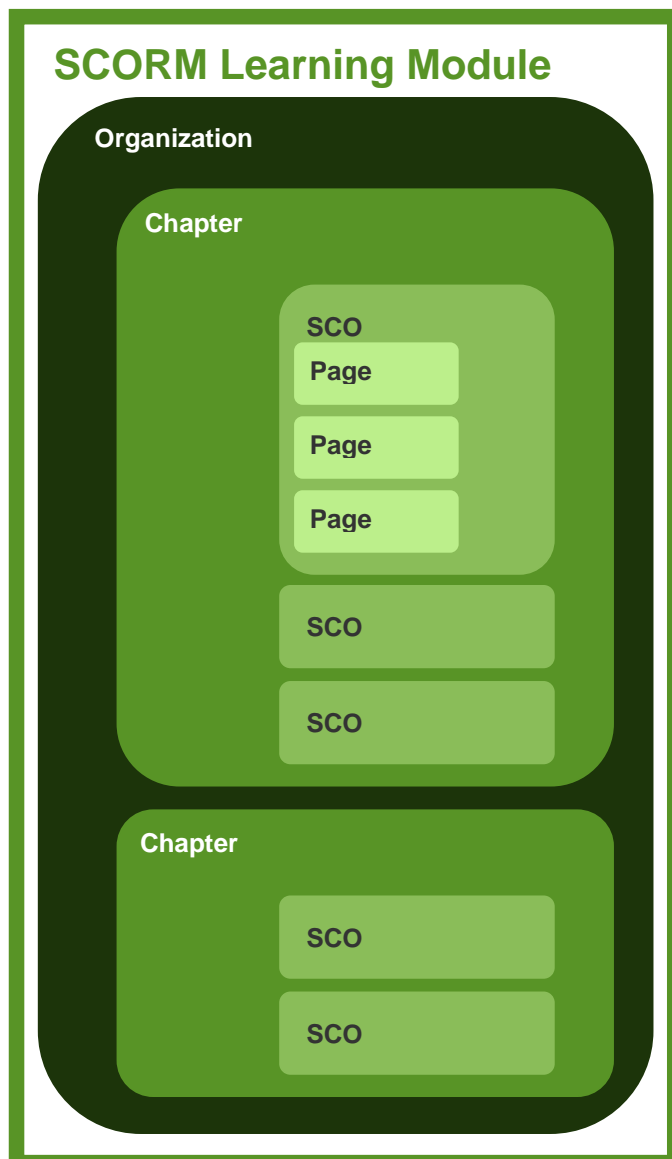 SCORM Learning Module
Organization
Chapter
SCO
Page
Page
Page
SCO
SCO
Chapter
SCO
SCO